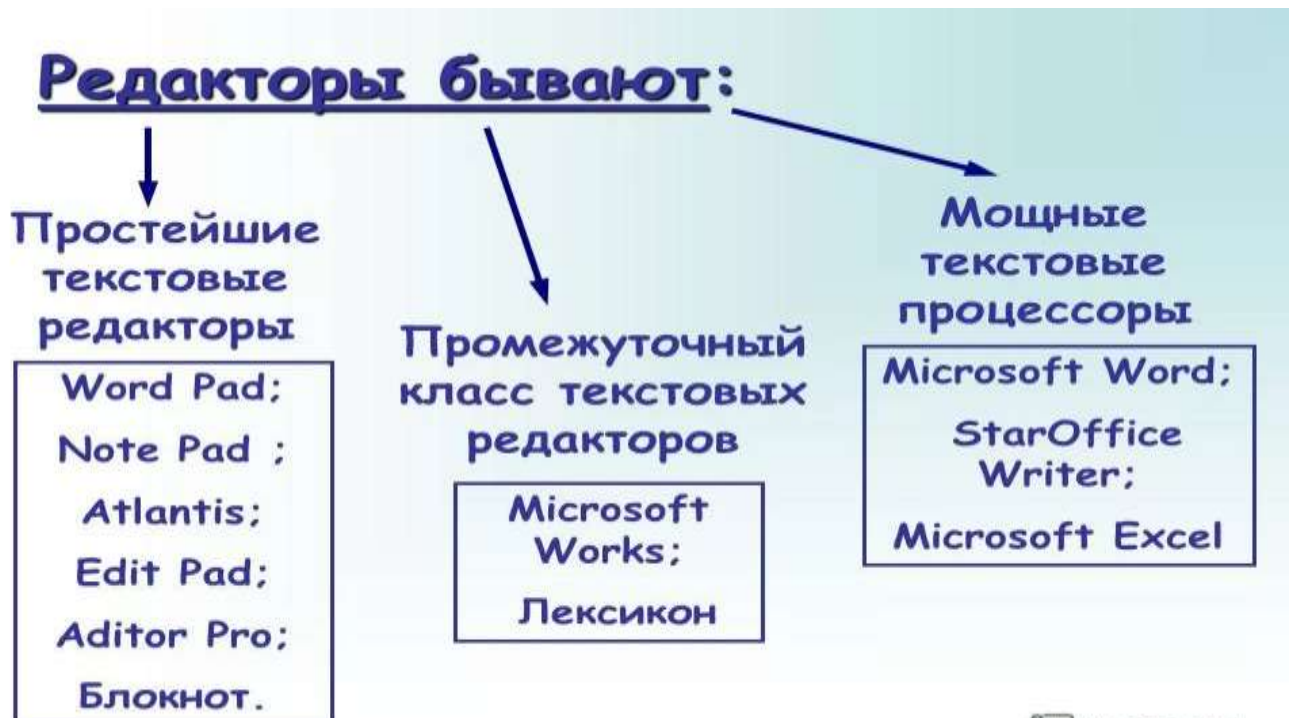 Редакторы бывают:
Простейшие
текстовые
редакторы
Word Pad;
Note Pad ;
Atlantis;
Edit Pad;
Aditor Pro;
Блокнот.
Промежуточный
класс текстовых
редакторов
Microsoft
Works;
Лексикон
Мощные
текстовые
процессоры
Microsoft Word;
StarOffice
Writer;
Microsoft Excel